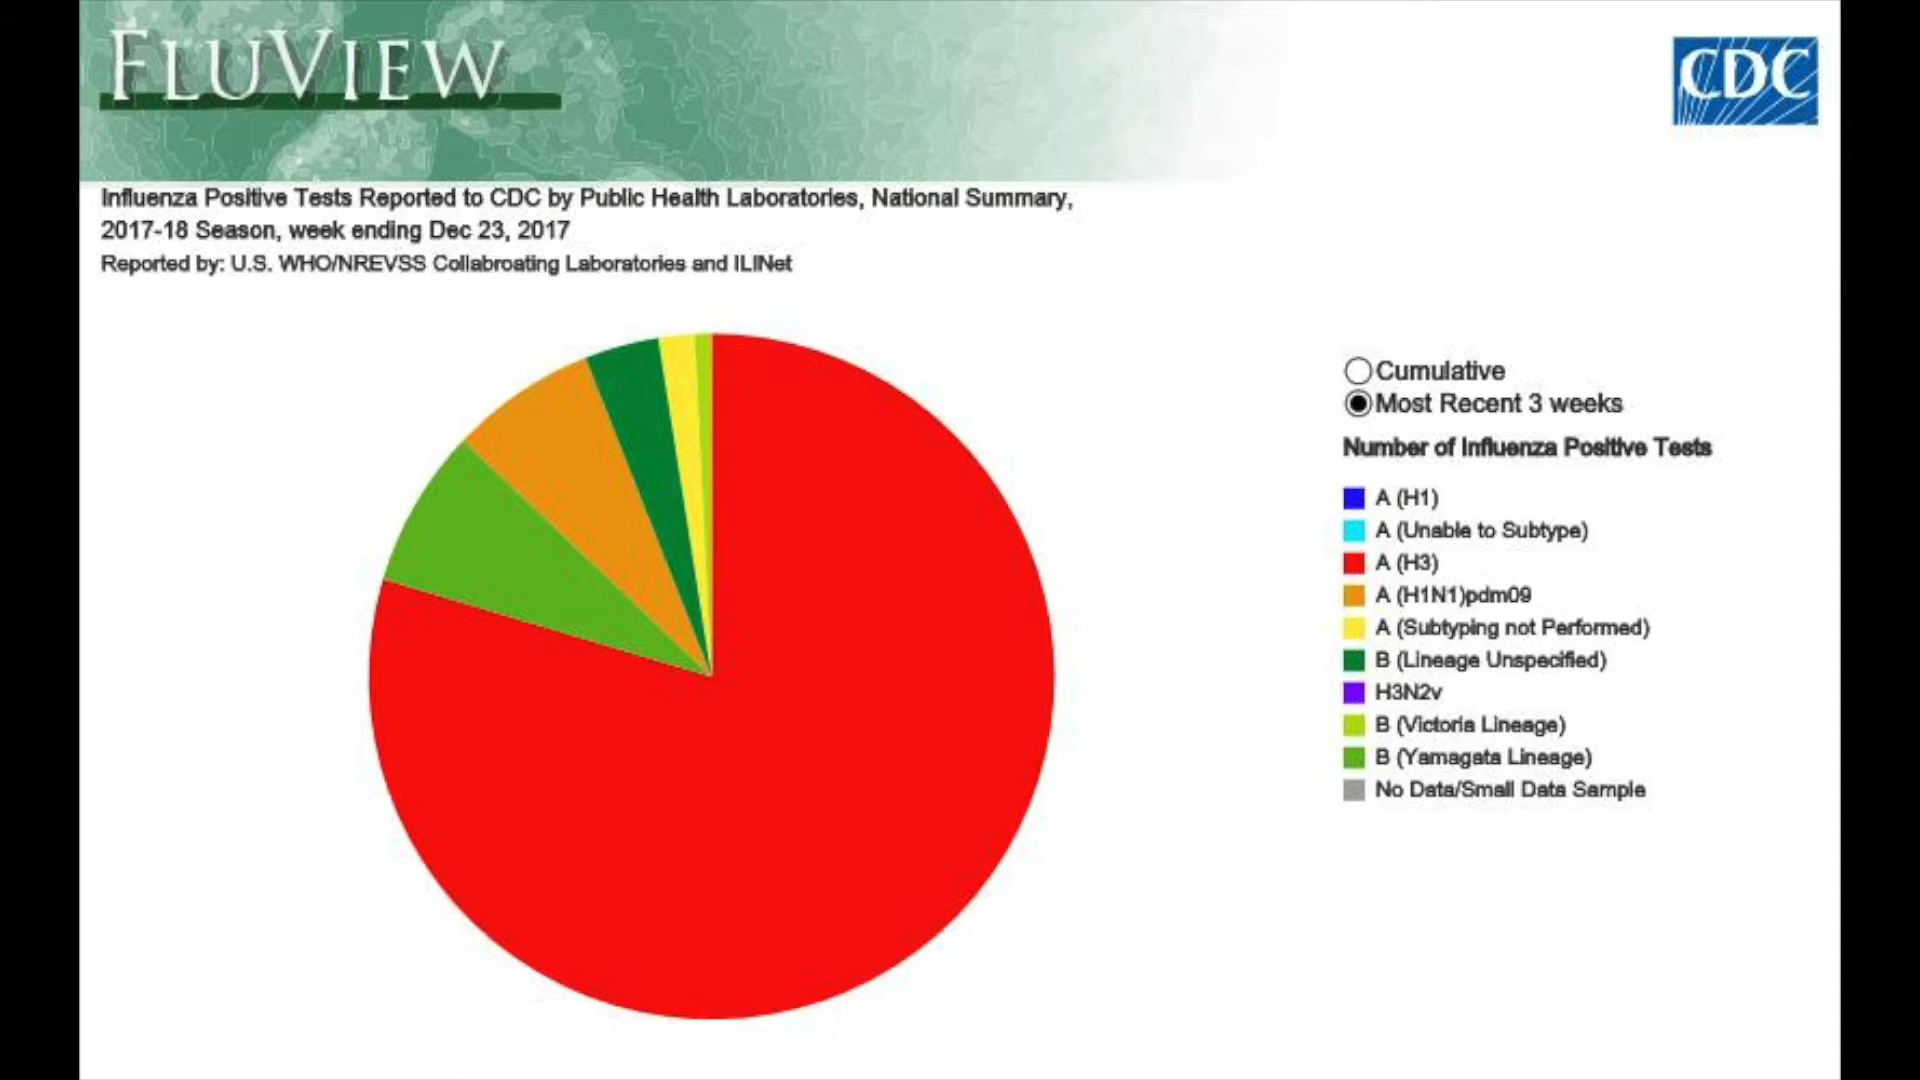 FLUVIEW
CDC
Influenza Positive Tests Reported to CDC by Public Health Laboratories, National Summary,
2017-18 Season, week ending Dec 23, 2017
Reported by: U.S. WHO/NREVSS Collabroating Laboratories and ILINet
Cumulative
Most Recent 3 weeks
Number of Influenza Positive Tests
A (H1)
A (Unable to Subtype)
A (H3)
A (H1N1)pdm09
A (Subtyping not Performed)
B (Lineage Unspecified)
H3N2v
B (Victoria Lineage)
B (Yamagata Lineage)
No Data/Small Data Sample